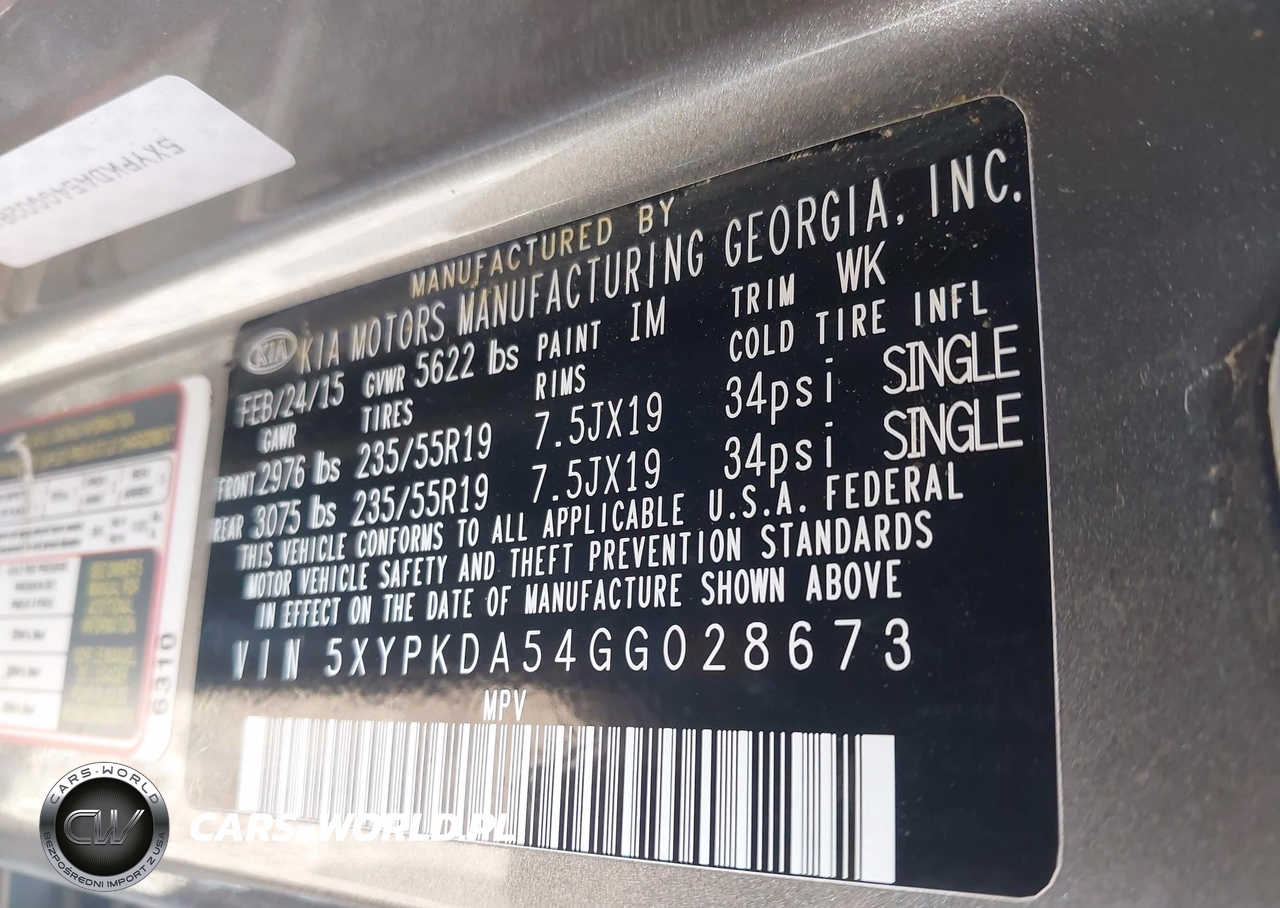 MANUFACTURED BY
KIA KIA MOTORS MANUFACTURING GEORGIA, INC.
FEB/24/15 GVWR 5622 lbs PAINT IM TRIM WK
GAWR TIRES RIMS COLD TIRE INFL
FRONT 2976 lbs 235/55R19 7.5JX19 34psi SINGLE
REAR 3075 lbs 235/55R19 7.5JX19 34psi SINGLE
THIS VEHICLE CONFORMS TO ALL APPLICABLE U.S.A. FEDERAL
MOTOR VEHICLE SAFETY AND THEFT PREVENTION STANDARDS
IN EFFECT ON THE DATE OF MANUFACTURE SHOWN ABOVE
VIN 5XYPKDA54GG028673
MPV
6310
CARS-WORLD
CW
BEZPOŚREDNI IMPORT Z USA
CARS-WORLD.PL